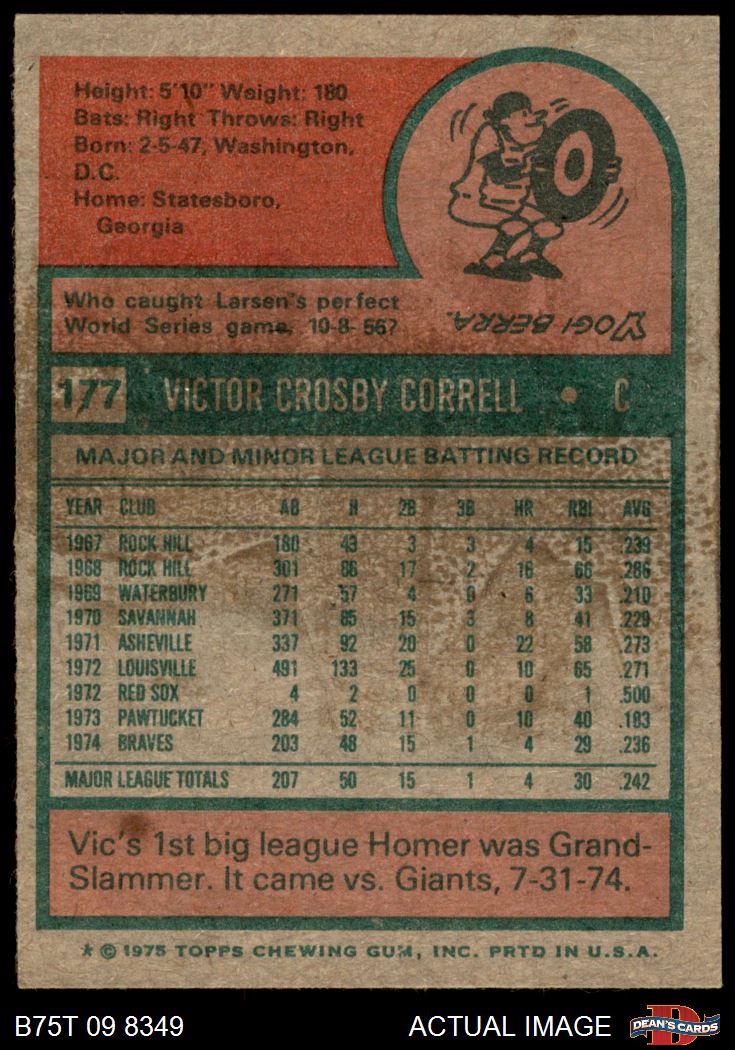 Height: 5'10" Weight: 180
Bats: Right Throws: Right
Born: 2-5-47, Washington,
D.C.
Home: Statesboro,
Georgia
Who caught Larsen's perfect
World Series game, 10-8-56?
YOGI BERRA.
177 VICTOR CROSBY CORRELL • C
MAJOR AND MINOR LEAGUE BATTING RECORD
YEAR CLUB AB H 2B 3B HR RBI AVG
1967 ROCK HILL 180 43 3 3 4 15 .239
1968 ROCK HILL 301 86 17 2 16 66 .286
1969 WATERBURY 271 57 4 0 6 33 .210
1970 SAVANNAH 371 85 15 3 8 41 .229
1971 ASHEVILLE 337 92 20 0 22 58 .273
1972 LOUISVILLE 491 133 25 0 10 65 .271
1972 RED SOX 4 2 0 0 0 1 .500
1973 PAWTUCKET 284 52 11 0 10 40 .183
1974 BRAVES 203 48 15 1 4 29 .236
MAJOR LEAGUE TOTALS 207 50 15 1 4 30 .242
Vic's 1st big league Homer was Grand-
Slammer. It came vs. Giants, 7-31-74.
* © 1975 TOPPS CHEWING GUM, INC. PRTD IN U.S.A.
B75T 09 8349 ACTUAL IMAGE DEAN'S CARDS